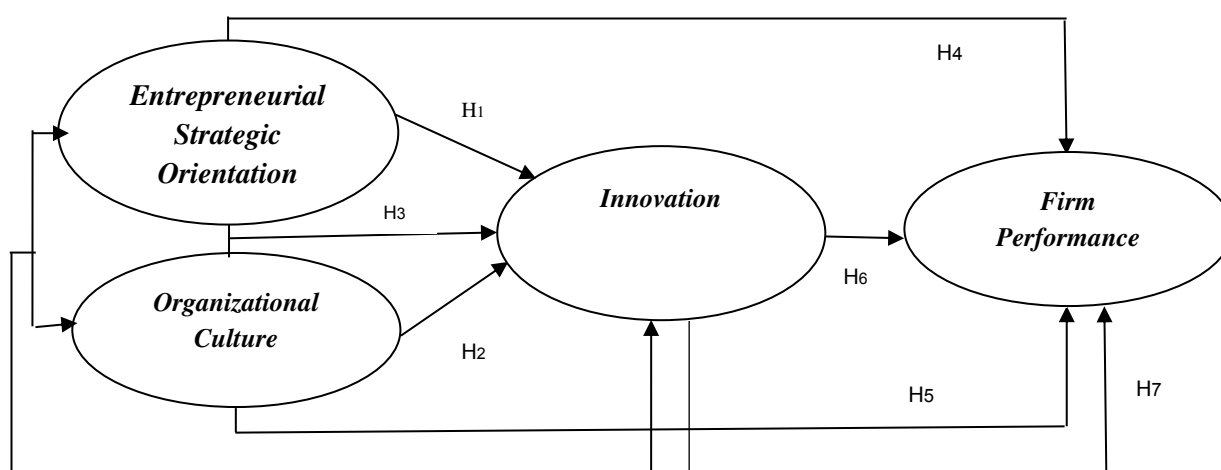 H4
Entrepreneurial
Strategic
Orientation
H1
Innovation
Firm
Performance
H3
H6
Organizational
Culture
H2
H5
H7